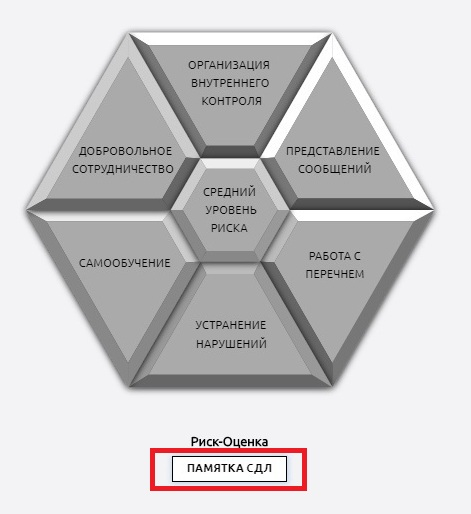 ОРГАНИЗАЦИЯ
ВНУТРЕННЕГО
КОНТРОЛЯ
ДОБРОВОЛЬНОЕ
СОТРУДНИЧЕСТВО
ПРЕДСТАВЛЕНИЕ
СООБЩЕНИЙ
СРЕДНИЙ
УРОВЕНЬ
РИСКА
САМООБУЧЕНИЕ
РАБОТА С
ПЕРЕЧНЕМ
УСТРАНЕНИЕ
НАРУШЕНИЙ
Риск-Оценка
ПАМЯТКА СДЛ